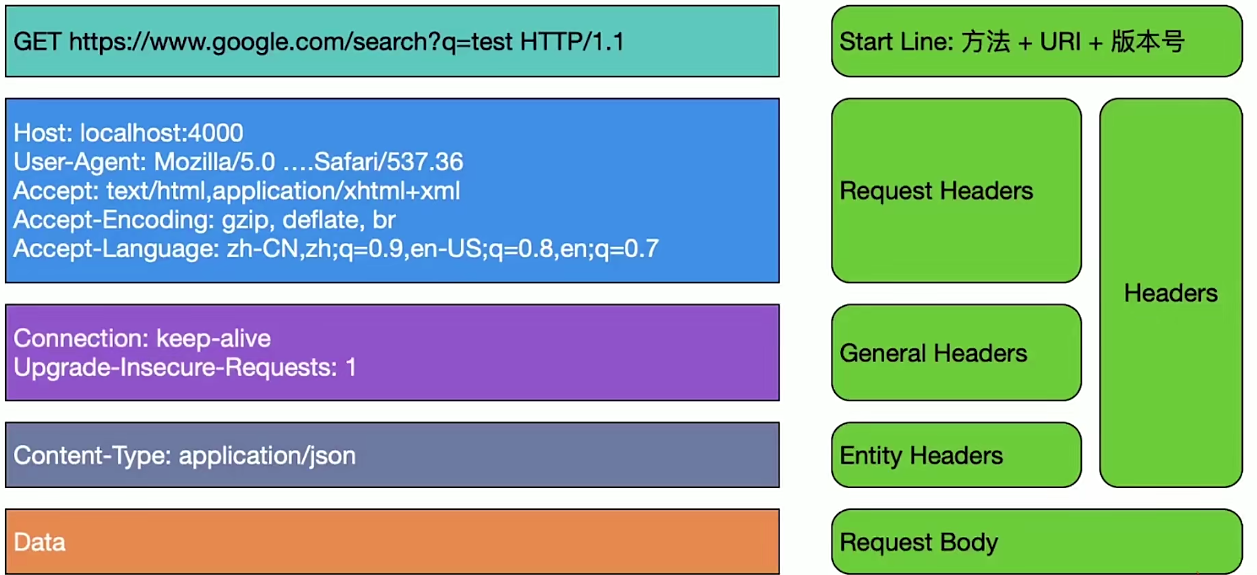 GET https://www.google.com/search?q=test HTTP/1.1
Start Line: 方法 + URI + 版本号
Host: localhost:4000
User-Agent: Mozilla/5.0 ....Safari/537.36
Accept: text/html,application/xhtml+xml
Accept-Encoding: gzip, deflate, br
Accept-Language: zh-CN,zh;q=0.9,en-US;q=0.8,en;q=0.7
Request Headers
Headers
Connection: keep-alive
Upgrade-Insecure-Requests: 1
General Headers
Content-Type: application/json
Entity Headers
Data
Request Body